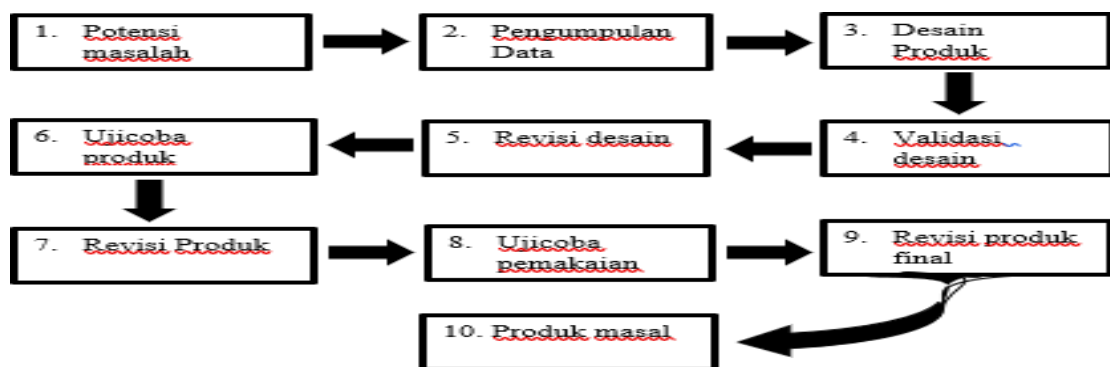 1. Potensi
masalah
2. Pengumpulan
Data
3. Desain
Produk
4. Validasi
desain
5. Revisi desain
6. Ujicoba
produk
7. Revisi Produk
8. Ujicoba
pemakaian
9. Revisi produk
final
10. Produk masal